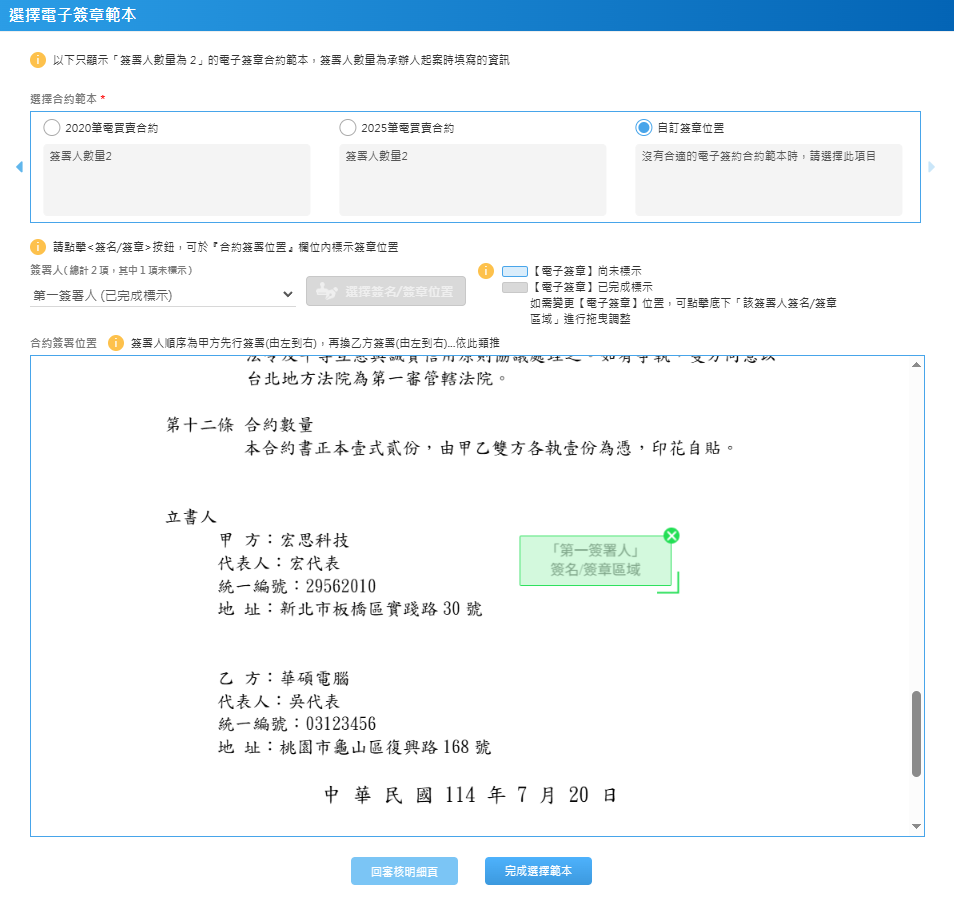 選擇電子簽章範本
以下只顯示「簽署人數量為 2」的電子簽章合約範本，簽署人數量為承辦人起案時填寫的資訊
選擇合約範本 *
2020筆電買賣合約
簽署人數量2
2025筆電買賣合約
簽署人數量2
自訂簽章位置
沒有合適的電子簽約合約範本時，請選擇此項目
請點擊<簽名/簽章>按鈕，可於『合約簽署位置』欄位內標示簽章位置
簽署人( 總計 2 項，其中 1 項未標示 )
第一簽署人 (已完成標示)
選擇簽名/簽章位置
【電子簽章】尚未標示
【電子簽章】已完成標示
如需變更【電子簽章】位置，可點擊底下「該簽署人簽名/簽章
區域」進行拖曳調整
合約簽署位置
簽署人順序為甲方先行簽署(由左到右)，再換乙方簽署(由左到右)...依此類推
台北地方法院為第一審管轄法院。
第十二條 合約數量
本合約書正本壹式貳份，由甲乙雙方各執壹份為憑，印花自貼。
立書人
甲 方：宏思科技
代表人：宏代表
統一編號：29562010
地 址：新北市板橋區實踐路 30 號
「第一簽署人」
簽名/簽章區域
乙 方：華碩電腦
代表人：吳代表
統一編號：03123456
地 址：桃園市龜山區復興路 168 號
中 華 民 國 114 年 7 月 20 日
回審核明細頁
完成選擇範本